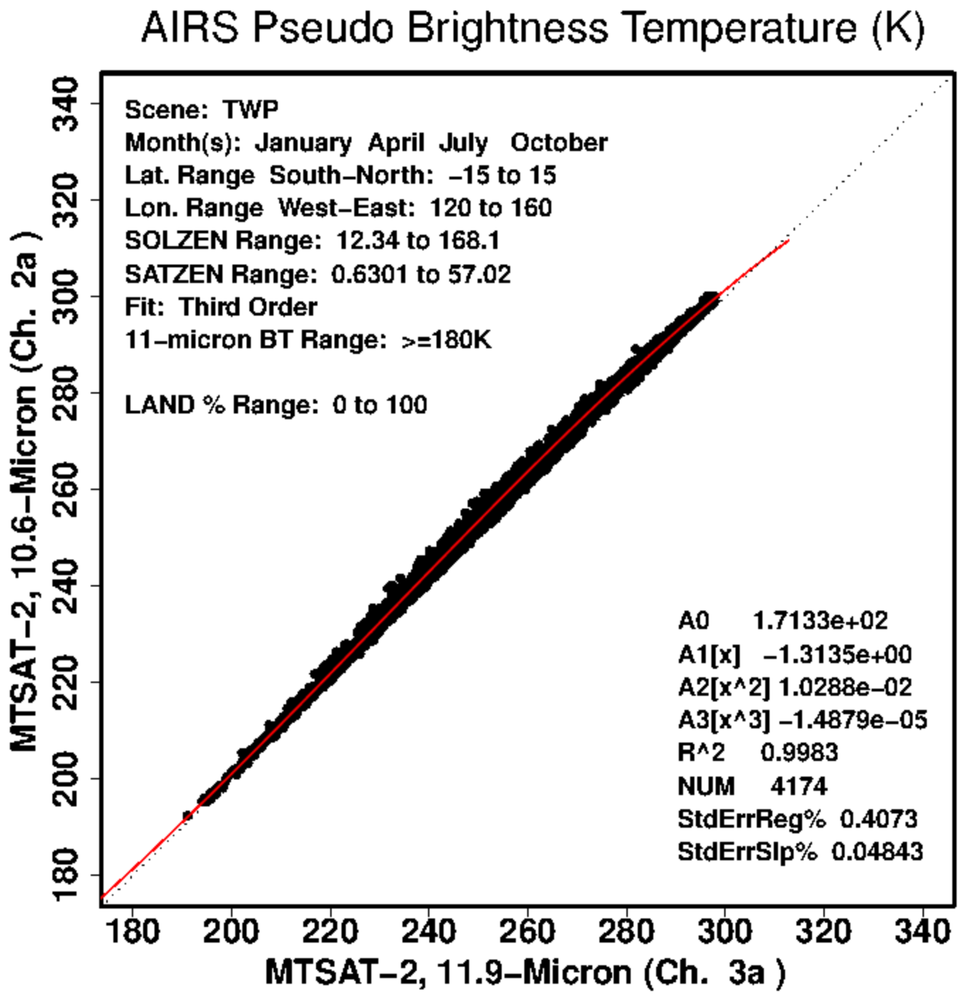 AIRS Pseudo Brightness Temperature (K)
Scene: TWP
Month(s): January April July October
Lat. Range South−North: −15 to 15
Lon. Range West−East: 120 to 160
SOLZEN Range: 12.34 to 168.1
SATZEN Range: 0.6301 to 57.02
Fit: Third Order
11−micron BT Range: >=180K
LAND % Range: 0 to 100
A0 1.7133e+02
A1[x] −1.3135e+00
A2[x^2] 1.0288e−02
A3[x^3] −1.4879e−05
R^2 0.9983
NUM 4174
StdErrReg% 0.4073
StdErrSlp% 0.04843
MTSAT−2, 10.6−Micron (Ch. 2a )
340
320
300
280
260
240
220
200
180
180 200 220 240 260 280 300 320 340
MTSAT−2, 11.9−Micron (Ch. 3a )